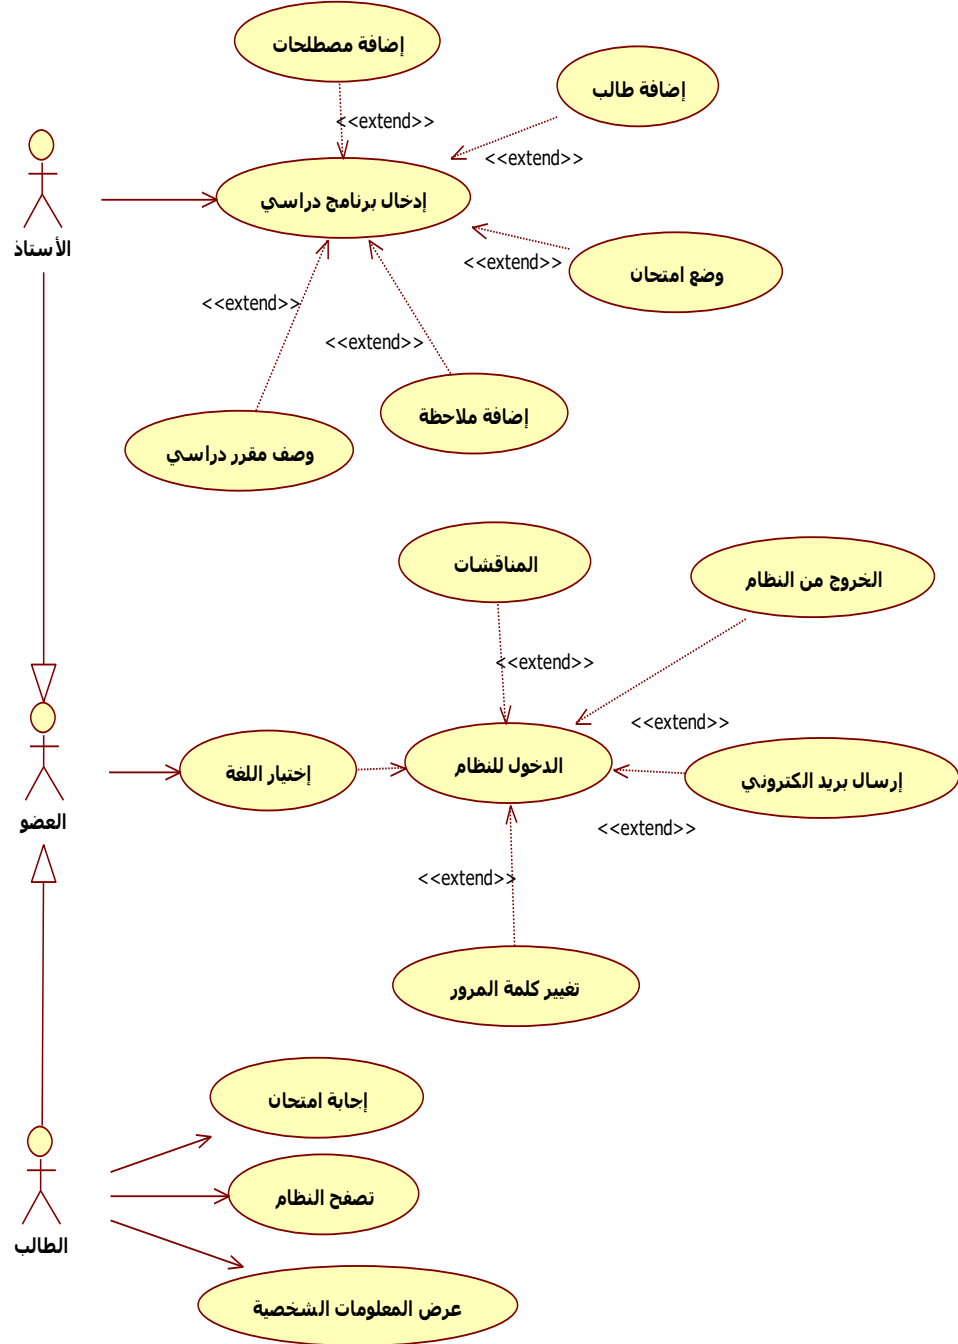 إضافة مصطلحات
إضافة طالب
<<extend>>
<<extend>>
إدخال برنامج دراسي
الأستاذ
<<extend>>
وضع امتحان
<<extend>>
<<extend>>
إضافة ملاحظة
وصف مقرر دراسي
المناقشات
الخروج من النظام
<<extend>>
<<extend>>
إختيار اللغة
الدخول للنظام
إرسال بريد الكتروني
العضو
<<extend>>
<<extend>>
تغيير كلمة المرور
إجابة امتحان
تصفح النظام
الطالب
عرض المعلومات الشخصية